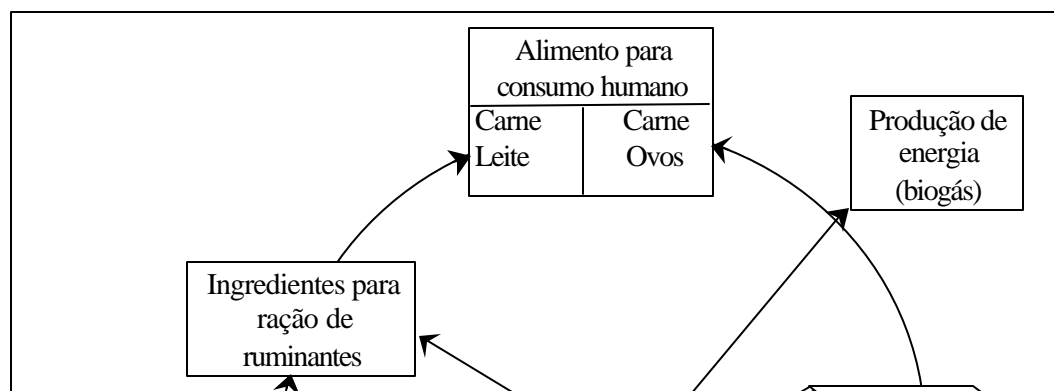 Alimento para
consumo humano
Carne
Leite
Carne
Ovos
Produção de
energia
(biogás)
Ingredientes para
ração de
ruminantes